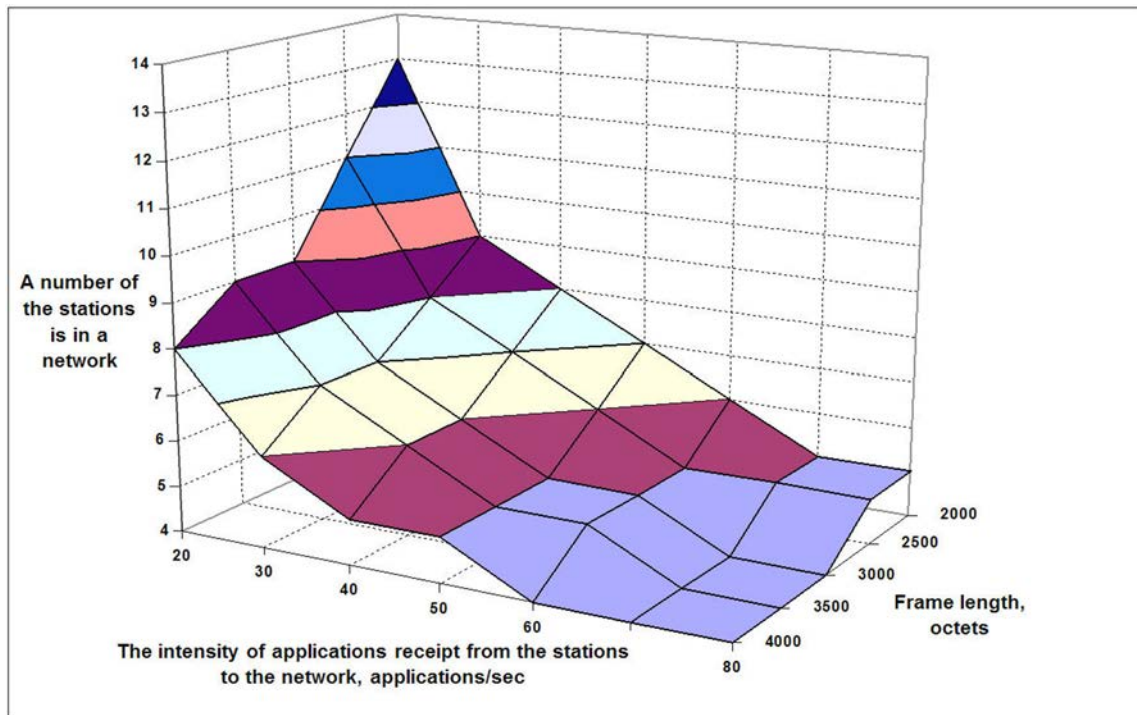 14
13
12
11
10
9
8
7
6
5
4
A number of
the stations
is in a
network
20
30
40
50
60
80
The intensity of applications receipt from the stations
to the network, applications/sec
2000
2500
3000
3500
4000
Frame length,
octets